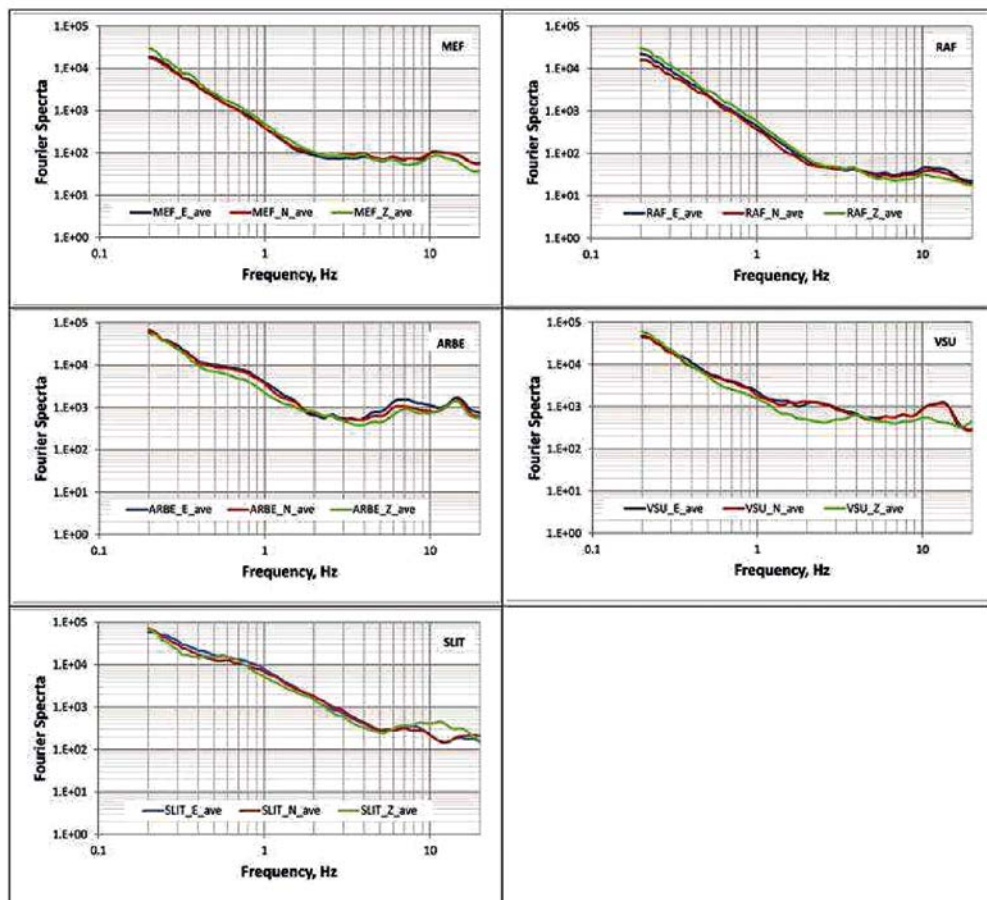 MEF
Fourier Specrta
1.E+05
1.E+04
1.E+03
1.E+02
1.E+01
1.E+00
MEF_E_ave MEF_N_ave MEF_Z_ave
0.1 1 10
Frequency, Hz
RAF
Fourier Specrta
1.E+05
1.E+04
1.E+03
1.E+02
1.E+01
1.E+00
RAF_E_ave RAF_N_ave RAF_Z_ave
0.1 1 10
Frequency, Hz
ARBE
Fourier Specrta
1.E+05
1.E+04
1.E+03
1.E+02
1.E+01
1.E+00
ARBE_E_ave ARBE_N_ave ARBE_Z_ave
0.1 1 10
Frequency, Hz
VSU
Fourier Specrta
1.E+05
1.E+04
1.E+03
1.E+02
1.E+01
1.E+00
VSU_E_ave VSU_N_ave VSU_Z_ave
0.1 1 10
Frequency, Hz
SLIT
Fourier Specrta
1.E+05
1.E+04
1.E+03
1.E+02
1.E+01
1.E+00
SLIT_E_ave SLIT_N_ave SLIT_Z_ave
0.1 1 10
Frequency, Hz